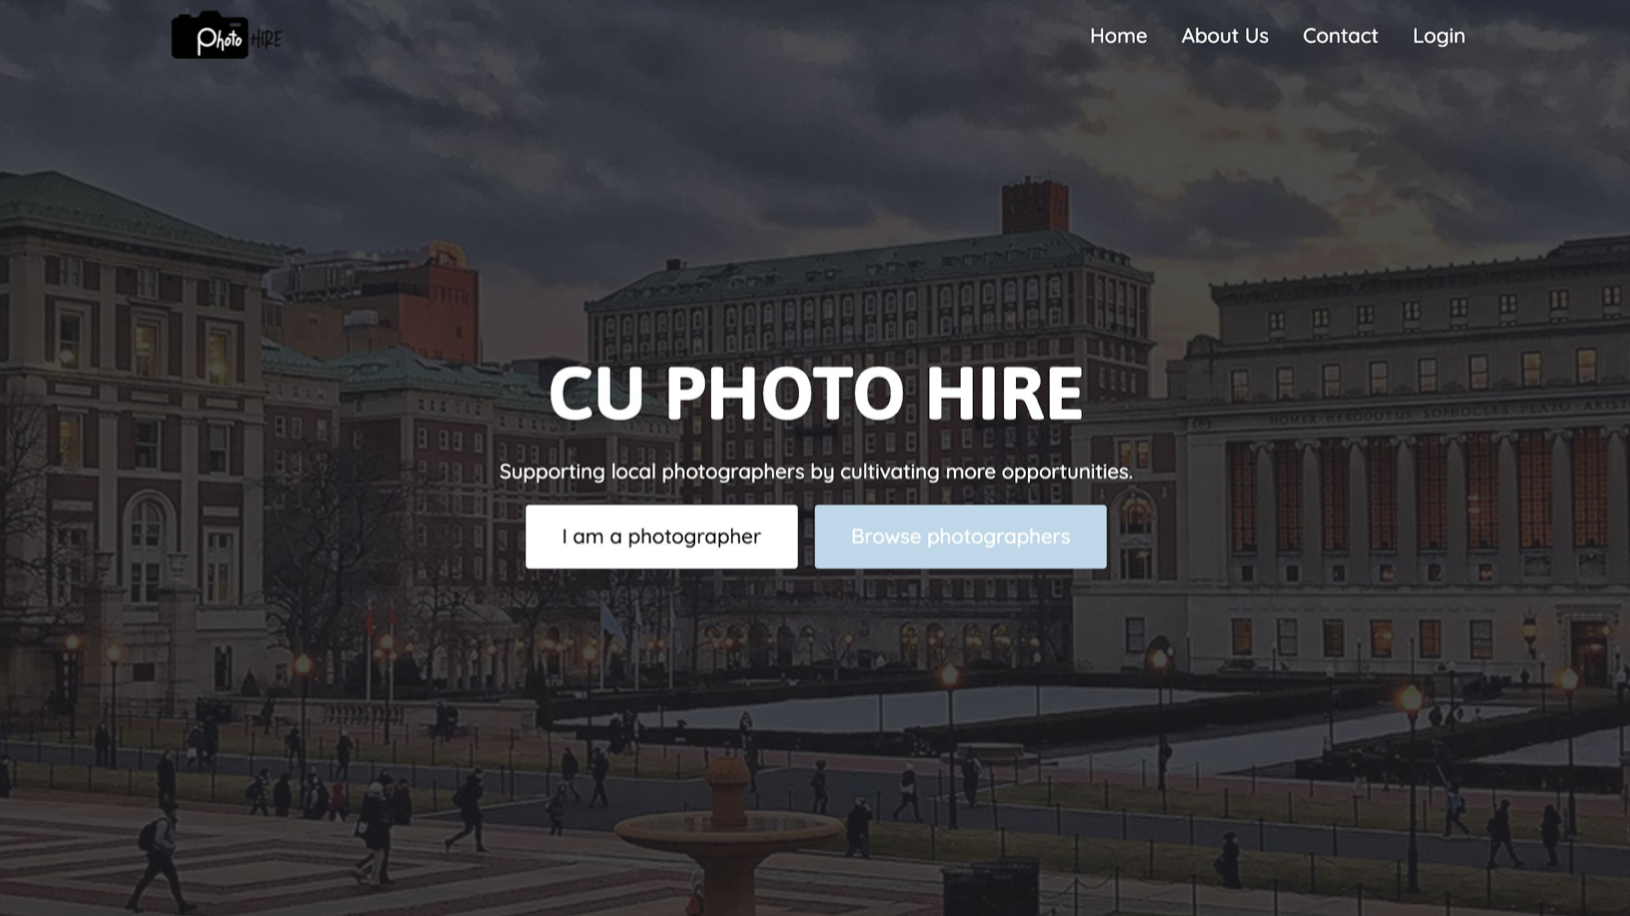 Photo HIRE
Home
About Us
Contact
Login
CU PHOTO HIRE
Supporting local photographers by cultivating more opportunities.
I am a photographer
Browse photographers
HOMER HERODOTUS SOPHOCLES PLATO